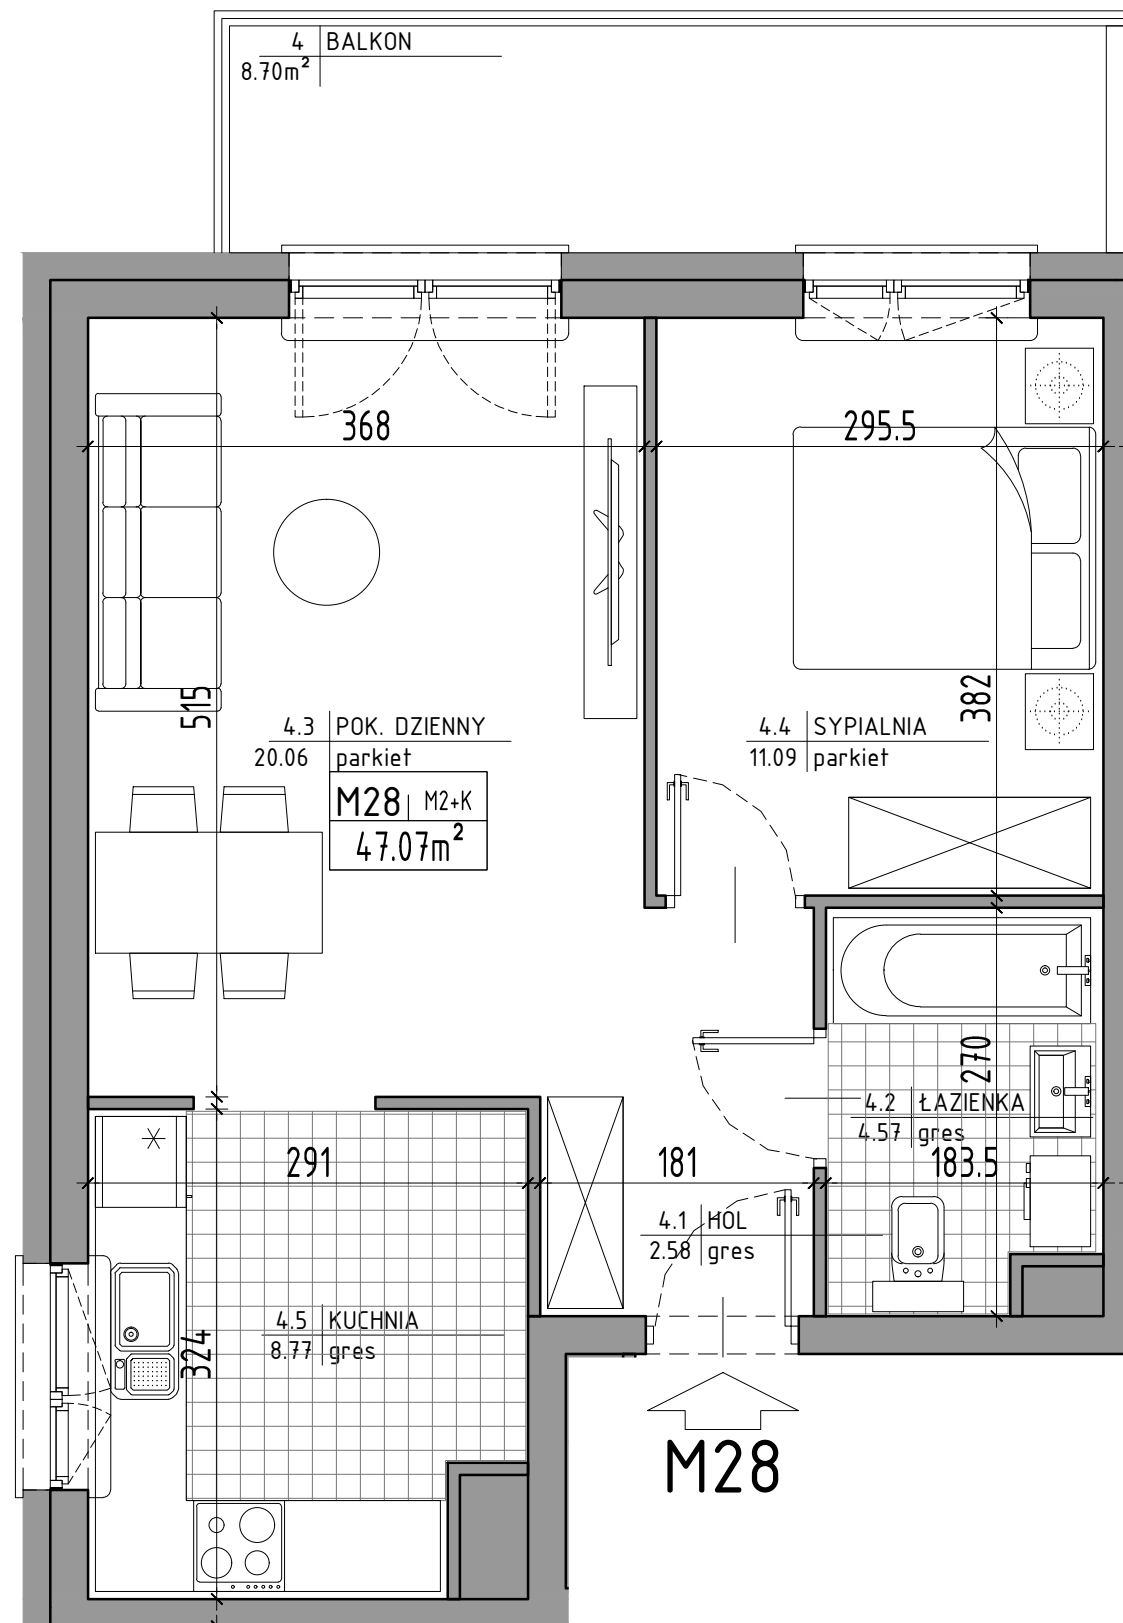 4 BALKON
8.70m²
368
295.5
515
382
4.3 POK. DZIENNY
20.06 parkiet
4.4 SYPIALNIA
11.09 parkiet
M28 M2+K
47.07m²
270
4.2 ŁAZIENKA
4.57 gres
291
181
183.5
4.1 HOL
2.58 gres
4.5 KUCHNIA
8.77 gres
324
M28